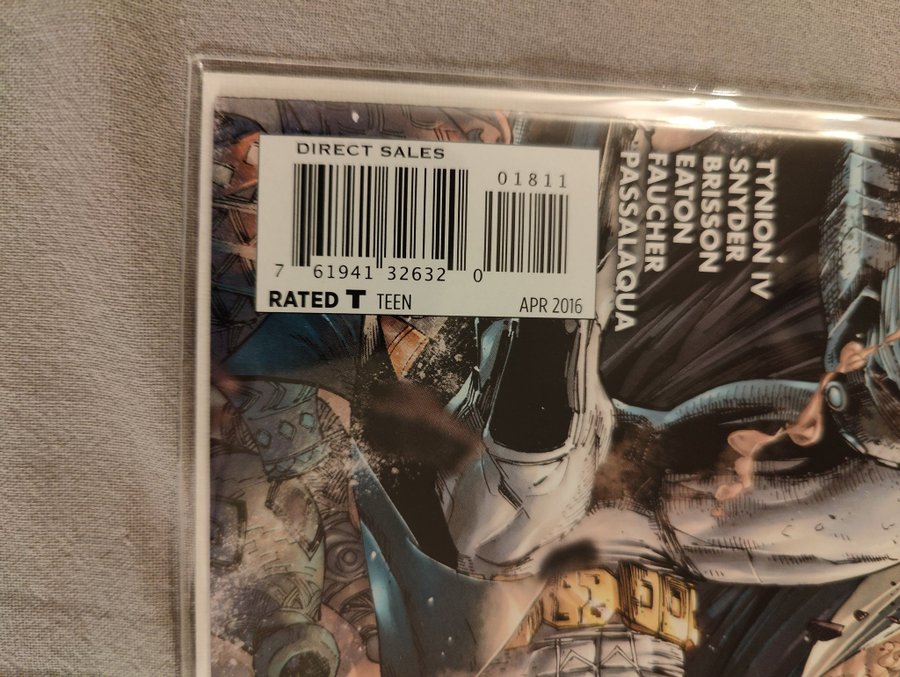 DIRECT SALES
01811
7 61941 32632 0
RATED T TEEN APR 2016
TYNION IV
SNYDER
BRISSON
EATON
FAUCHER
PASSALAQUA